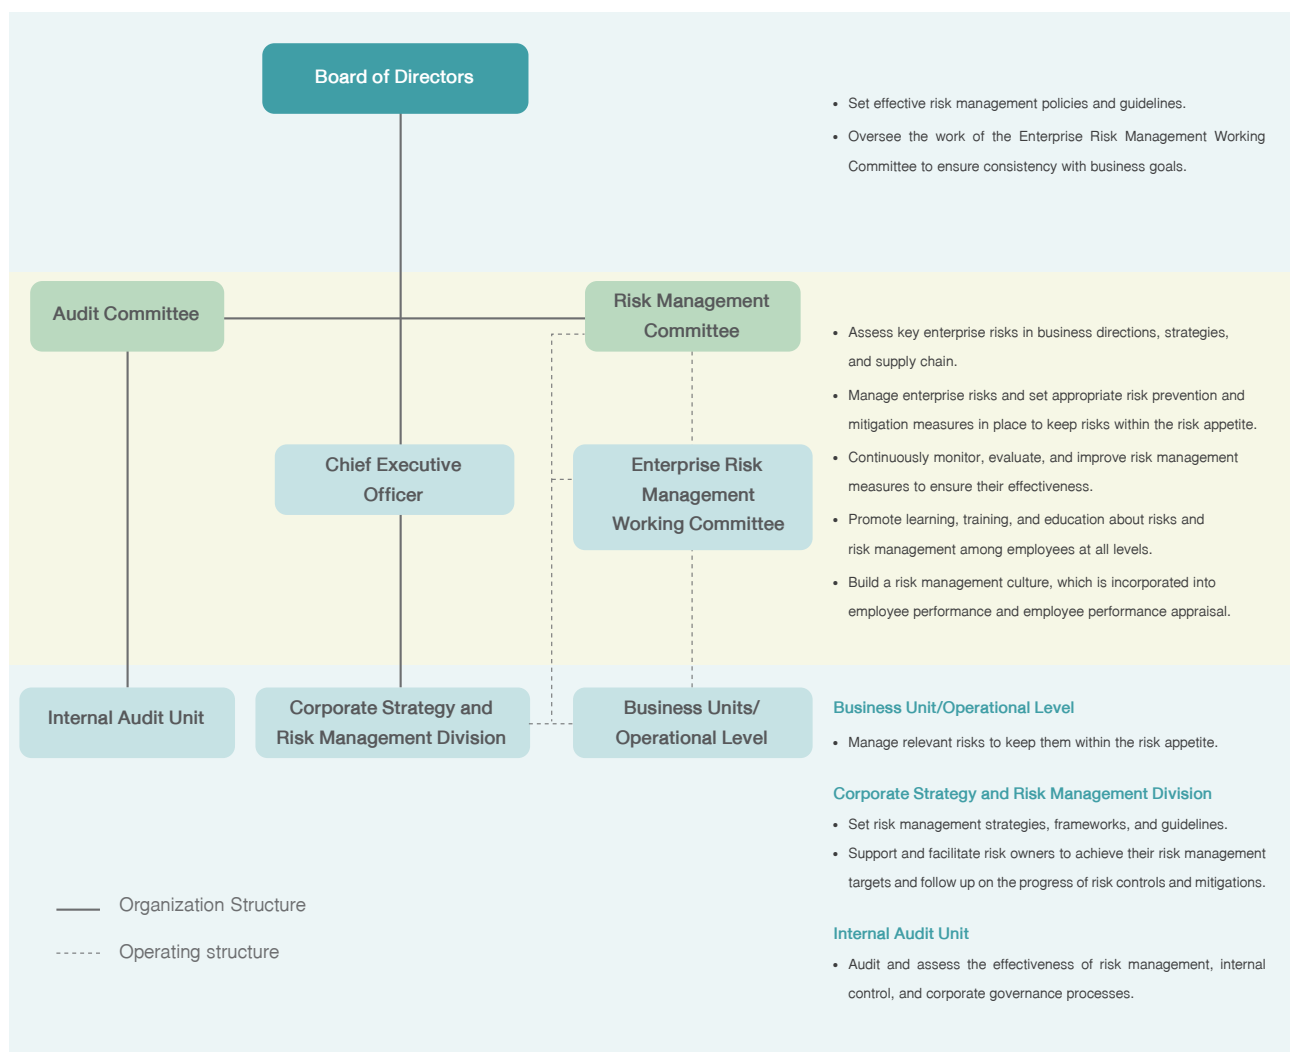 Board of Directors
• Set effective risk management policies and guidelines.
• Oversee the work of the Enterprise Risk Management Working
Committee to ensure consistency with business goals.
Audit Committee
Risk Management
Committee
Chief Executive
Officer
Enterprise Risk
Management
Working Committee
• Assess key enterprise risks in business directions, strategies,
and supply chain.
• Manage enterprise risks and set appropriate risk prevention and
mitigation measures in place to keep risks within the risk appetite.
• Continuously monitor, evaluate, and improve risk management
measures to ensure their effectiveness.
• Promote learning, training, and education about risks and
risk management among employees at all levels.
• Build a risk management culture, which is incorporated into
employee performance and employee performance appraisal.
Internal Audit Unit
Corporate Strategy and
Risk Management Division
Business Units/
Operational Level
Business Unit/Operational Level
• Manage relevant risks to keep them within the risk appetite.
Corporate Strategy and Risk Management Division
• Set risk management strategies, frameworks, and guidelines.
• Support and facilitate risk owners to achieve their risk management
targets and follow up on the progress of risk controls and mitigations.
Internal Audit Unit
• Audit and assess the effectiveness of risk management, internal
control, and corporate governance processes.
Organization Structure
Operating structure